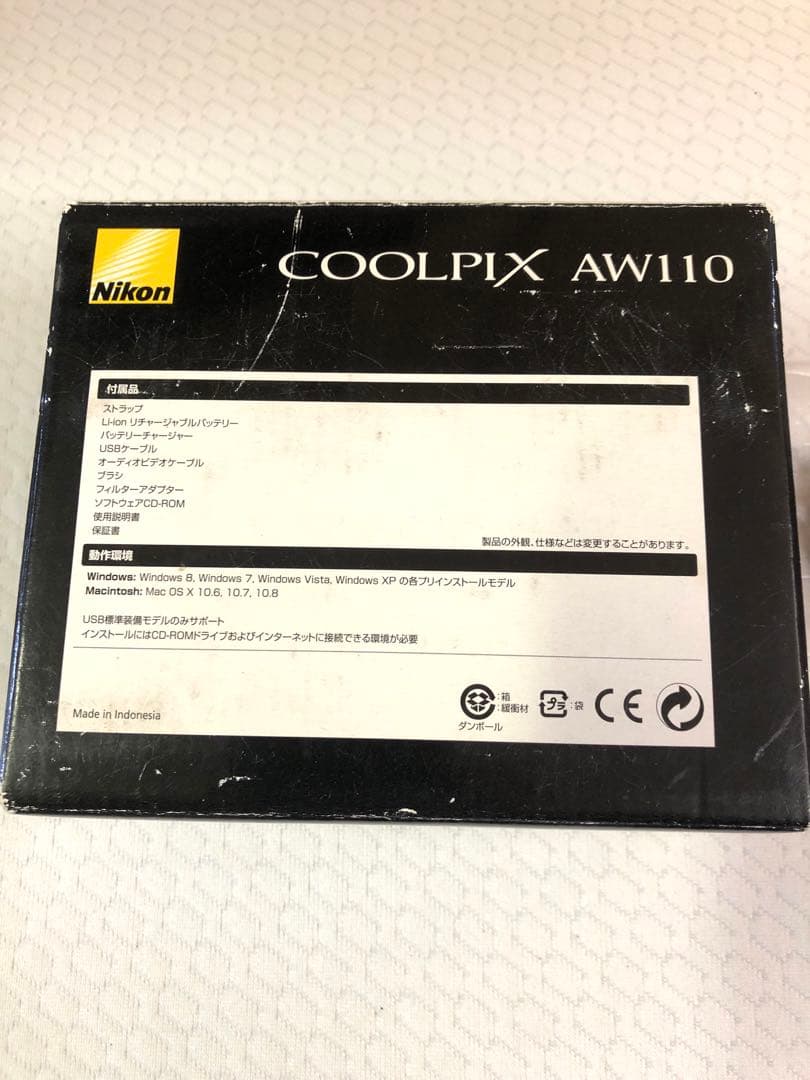 Nikon
COOLPIX AW110
付属品
ストラップ
Li-ion リチャージャブルバッテリー
バッテリーチャージャー
USBケーブル
オーディオビデオケーブル
ブラシ
フィルターアダプター
ソフトウェアCD-ROM
使用説明書
保証書
製品の外観、仕様などは変更することがあります。
動作環境
Windows: Windows 8, Windows 7, Windows Vista, Windows XP の各プリインストールモデル
Macintosh: Mac OS X 10.6, 10.7, 10.8
USB標準装備モデルのみサポート
インストールにはCD-ROMドライブおよびインターネットに接続できる環境が必要
Made in Indonesia
:箱
:緩衝材
ダンボール
プラ
:袋
CE